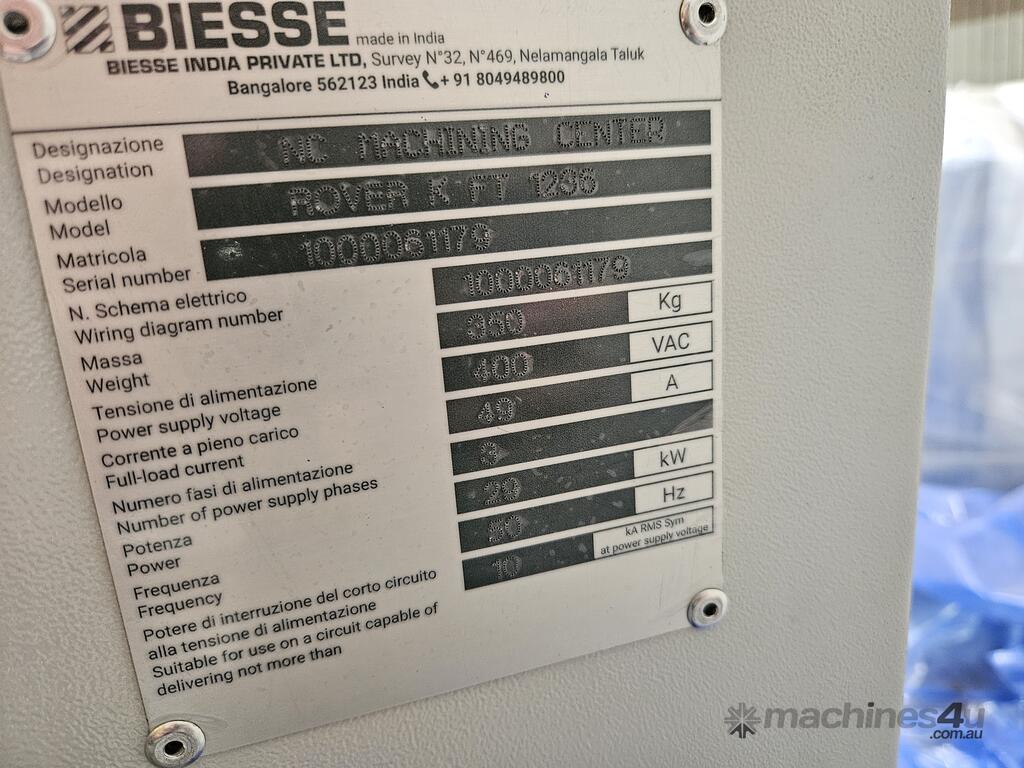 BIESSE made in India
BIESSE INDIA PRIVATE LTD, Survey N°32, N°469, Nelamangala Taluk
Bangalore 562123 India + 91 8049489800
Designazione
Designation
NC MACHINING CENTER
Modello
Model
ROVER K FT 1236
Matricola
Serial number
1000061179
N. Schema elettrico
Wiring diagram number
1000061179
Massa
Weight
350 Kg
Tensione di alimentazione
Power supply voltage
400 VAC
Corrente a pieno carico
Full-load current
49 A
Numero fasi di alimentazione
Number of power supply phases
3
Potenza
Power
29 kW
Frequenza
Frequency
50 Hz
Potere di interruzione del corto circuito
alla tensione di alimentazione
Suitable for use on a circuit capable of
delivering not more than
10 kA RMS Sym
at power supply voltage
machines4u
.com.au